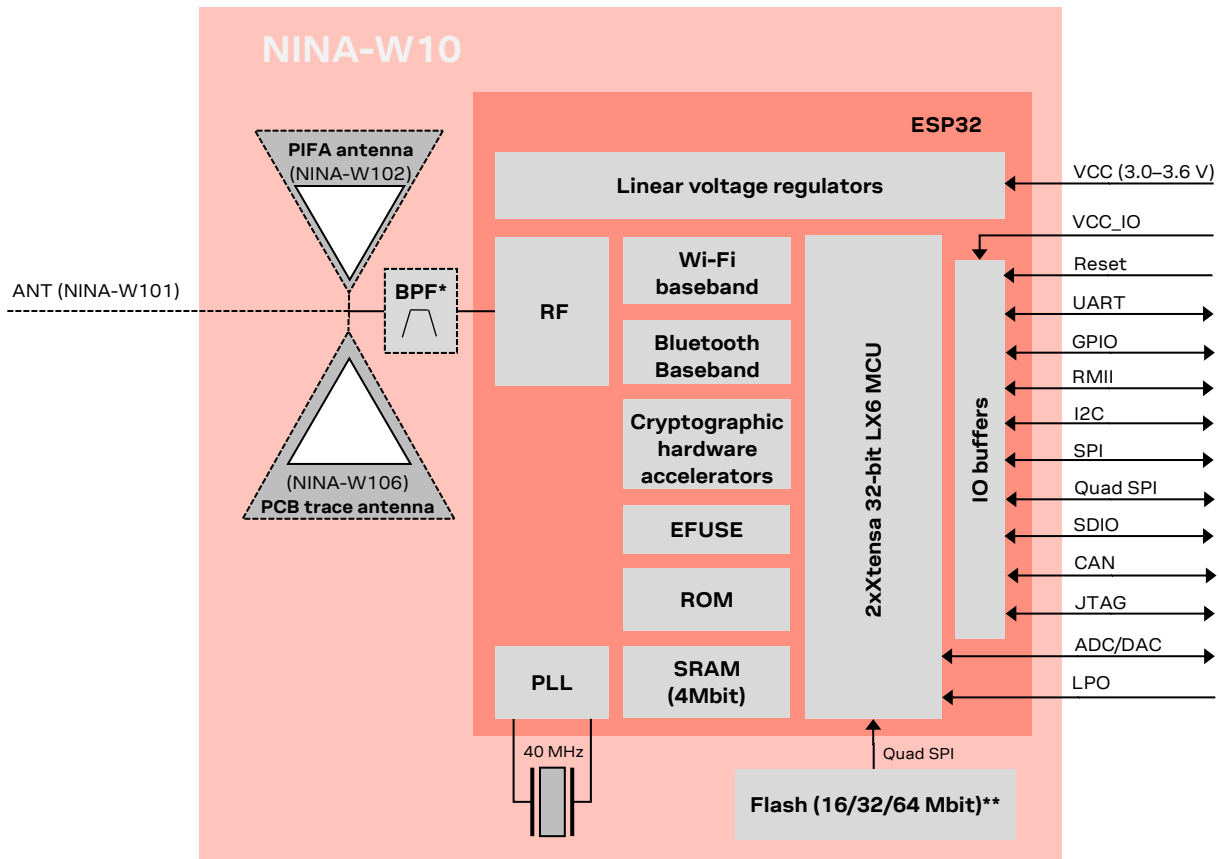 NINA-W10
ESP32
PIFA antenna
(NINA-W102)
ANT (NINA-W101)
BPF*
(NINA-W106)
PCB trace antenna
Linear voltage regulators
RF
Wi-Fi
baseband
Bluetooth
Baseband
Cryptographic
hardware
accelerators
EFUSE
ROM
SRAM
(4Mbit)
PLL
40 MHz
2xXtensa 32-bit LX6 MCU
IO buffers
VCC (3.0–3.6 V)
VCC_IO
Reset
UART
GPIO
RMII
I2C
SPI
Quad SPI
SDIO
CAN
JTAG
ADC/DAC
LPO
Quad SPI
Flash (16/32/64 Mbit)**